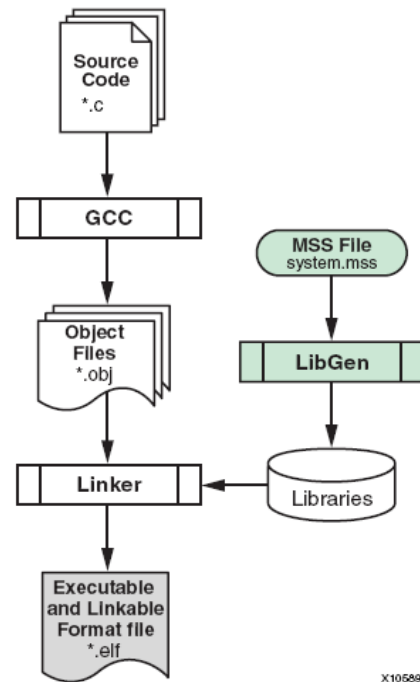 Source
Code
*.c
GCC
MSS File
system.mss
Object
Files
*.obj
LibGen
Linker
Libraries
Executable
and Linkable
Format file
*.elf
X10589